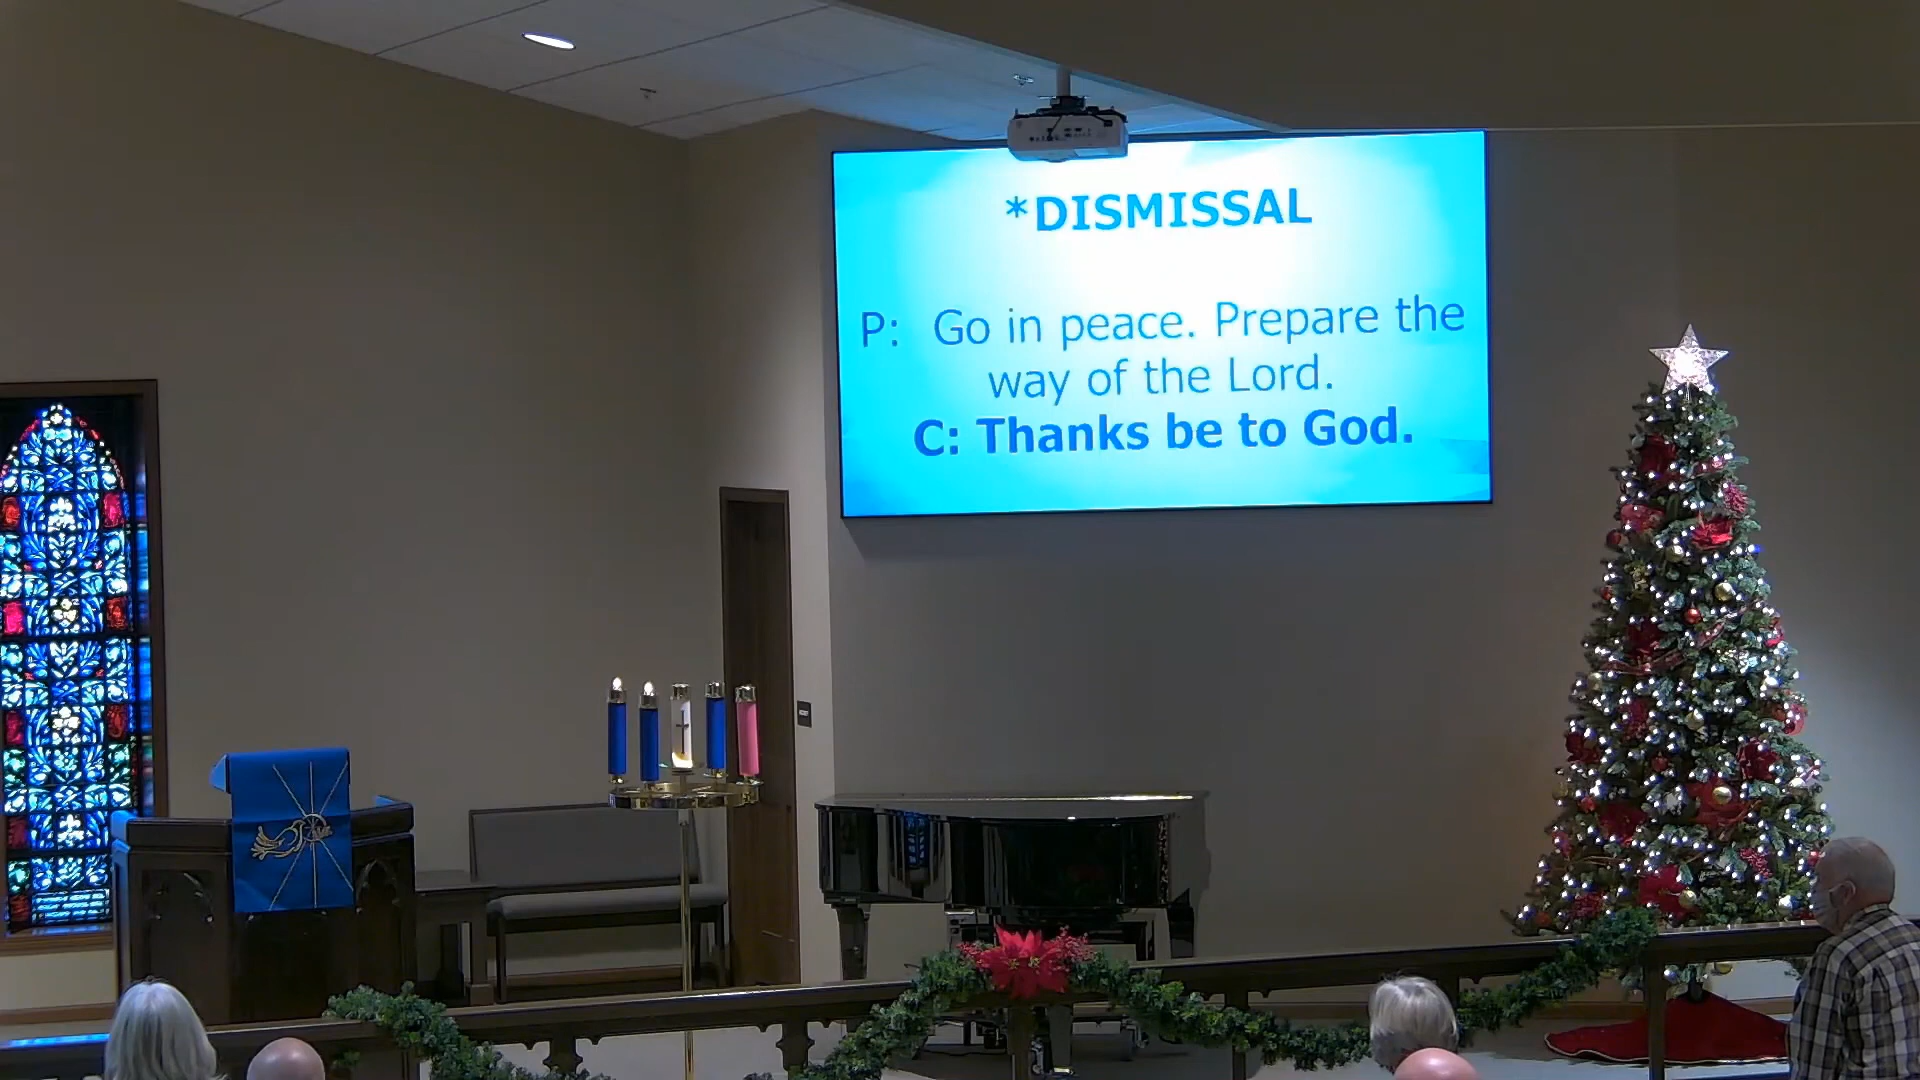 *DISMISSAL
P: Go in peace. Prepare the
way of the Lord.
C: Thanks be to God.